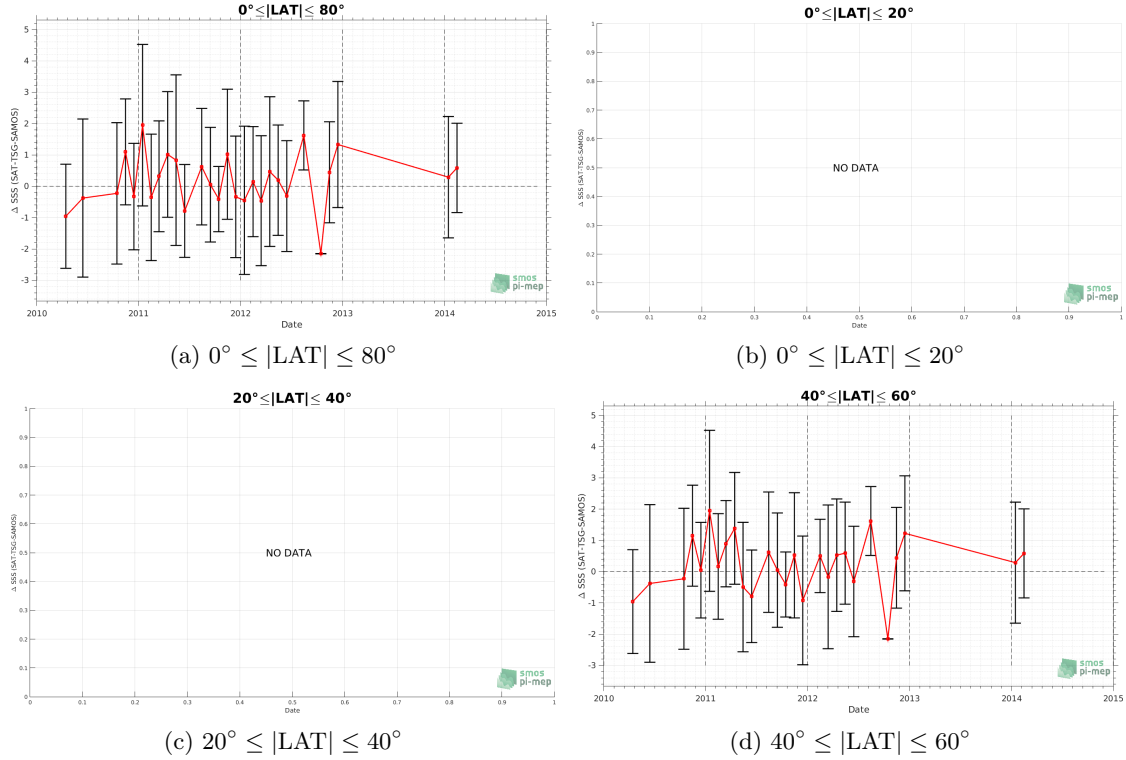 0°≤|LAT|≤ 80°
Δ SSS (SAT-TSG-SAMOS)
5
4
3
2
1
0
-1
-2
-3
2010 2011 2012 2013 2014 2015
Date
smos
pi-mep
(a) 0° ≤ |LAT| ≤ 80°
0°≤|LAT|≤ 20°
Δ SSS (SAT-TSG-SAMOS)
1
0.9
0.8
0.7
0.6
0.5
0.4
0.3
0.2
0.1
0
NO DATA
0 0.1 0.2 0.3 0.4 0.5 0.6 0.7 0.8 0.9 1
Date
smos
pi-mep
(b) 0° ≤ |LAT| ≤ 20°
20°≤|LAT|≤ 40°
Δ SSS (SAT-TSG-SAMOS)
1
0.9
0.8
0.7
0.6
0.5
0.4
0.3
0.2
0.1
0
NO DATA
0 0.1 0.2 0.3 0.4 0.5 0.6 0.7 0.8 0.9 1
Date
smos
pi-mep
(c) 20° ≤ |LAT| ≤ 40°
40°≤|LAT|≤ 60°
Δ SSS (SAT-TSG-SAMOS)
5
4
3
2
1
0
-1
-2
-3
2010 2011 2012 2013 2014 2015
Date
smos
pi-mep
(d) 40° ≤ |LAT| ≤ 60°